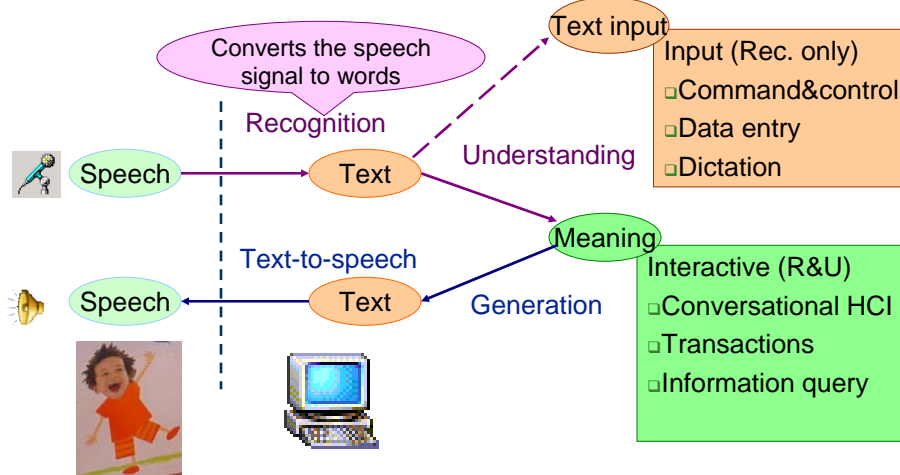 Converts the speech
signal to words
Text input
Input (Rec. only)
❑Command&control
❑Data entry
❑Dictation
Recognition
Understanding
Speech
Text
Meaning
Text-to-speech
Generation
Speech
Text
Interactive (R&U)
❑Conversational HCI
❑Transactions
❑Information query